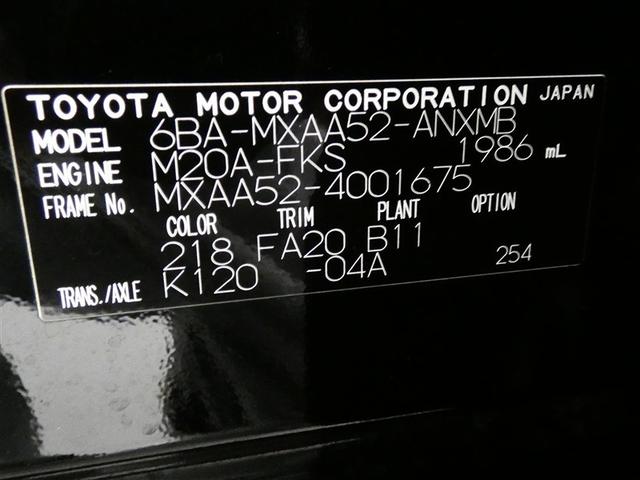 TOYOTA MOTOR CORPORATION JAPAN
MODEL 6BA-MXAA52-ANXMB
ENGINE M20A-FKS 1986 mL
FRAME No. MXAA52-4001675
COLOR TRIM PLANT OPTION
218 FA20 B11
TRANS./AXLE K120 -04A 254